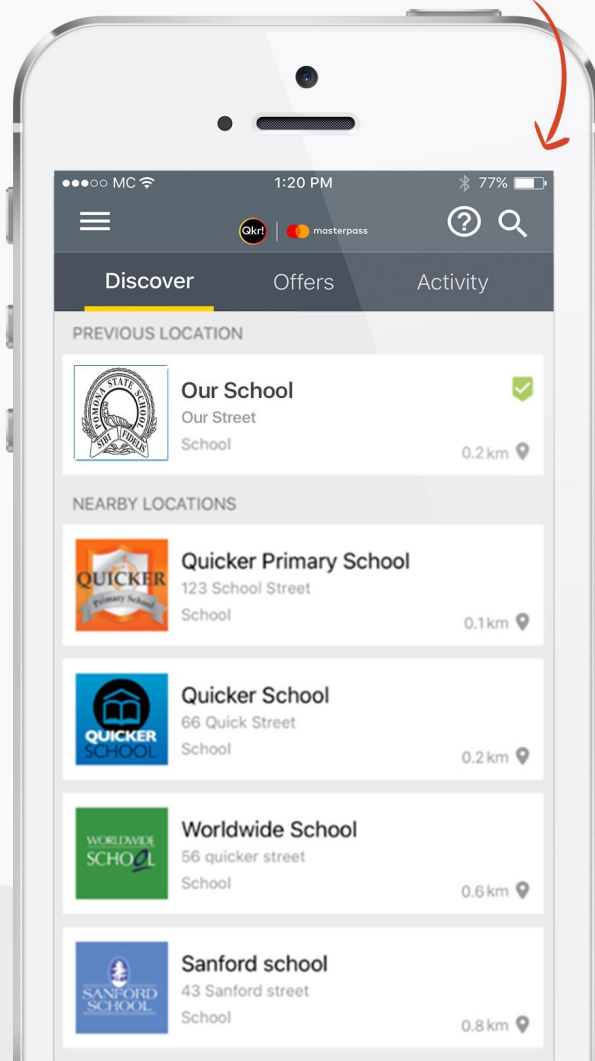 MC 1:20 PM 77%
Qkr! masterpass
Discover Offers Activity
PREVIOUS LOCATION
POMONA STATE SCHOOL
SIBI FIDELIS
Our School
Our Street
School
0.2 km
NEARBY LOCATIONS
QUICKER
Primary School
Quicker Primary School
123 School Street
School
0.1 km
QUICKER
SCHOOL
Quicker School
66 Quick Street
School
0.2 km
WORLDWIDE
SCHOOL
Worldwide School
56 quicker street
School
0.6 km
SANFORD
SCHOOL
Sanford school
43 Sanford street
School
0.8 km